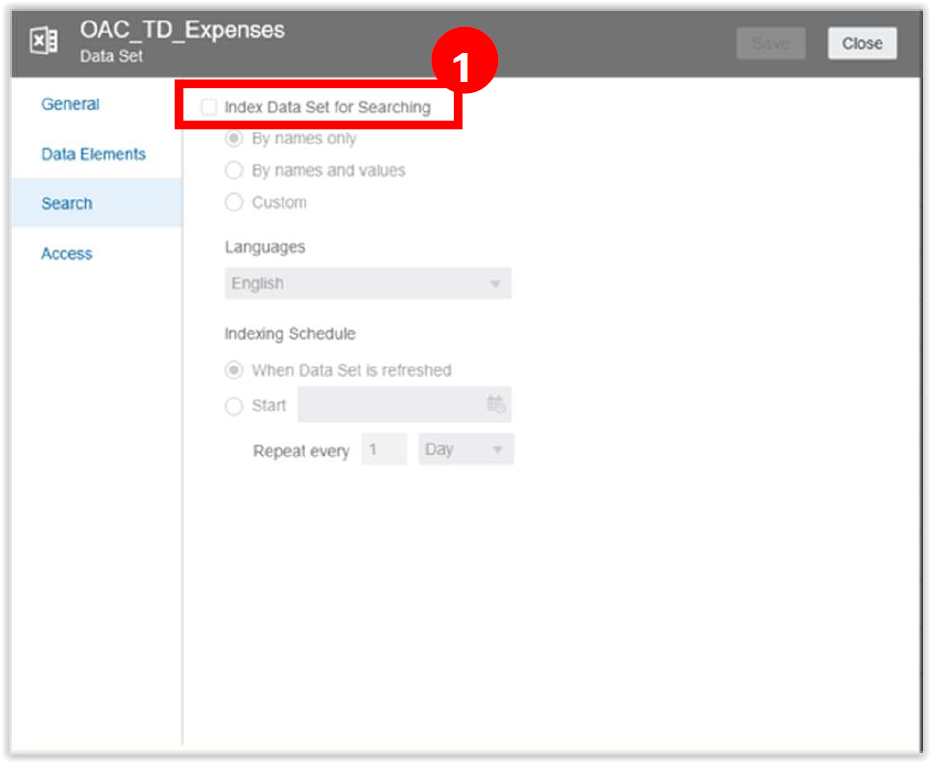 OAC_TD_Expenses
Data Set
Save
Close
1
General
Data Elements
Search
Access
Index Data Set for Searching
By names only
By names and values
Custom
Languages
English
Indexing Schedule
When Data Set is refreshed
Start
Repeat every 1 Day